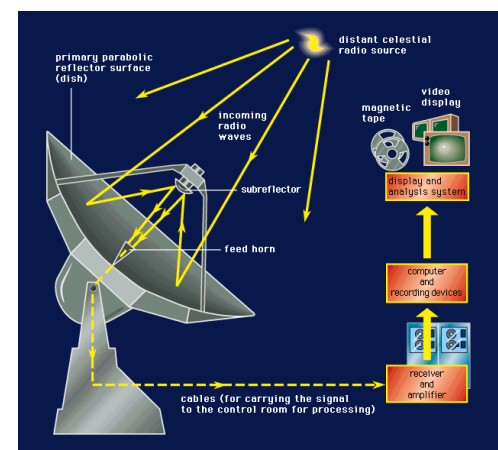 distant celestial
radio source
primary parabolic
reflector surface
(dish)
incoming
radio
waves
video
display
magnetic
tape
subreflector
display and
analysis system
feed horn
computer
and
recording devices
receiver
and
amplifier
cables (for carrying the signal
to the control room for processing)